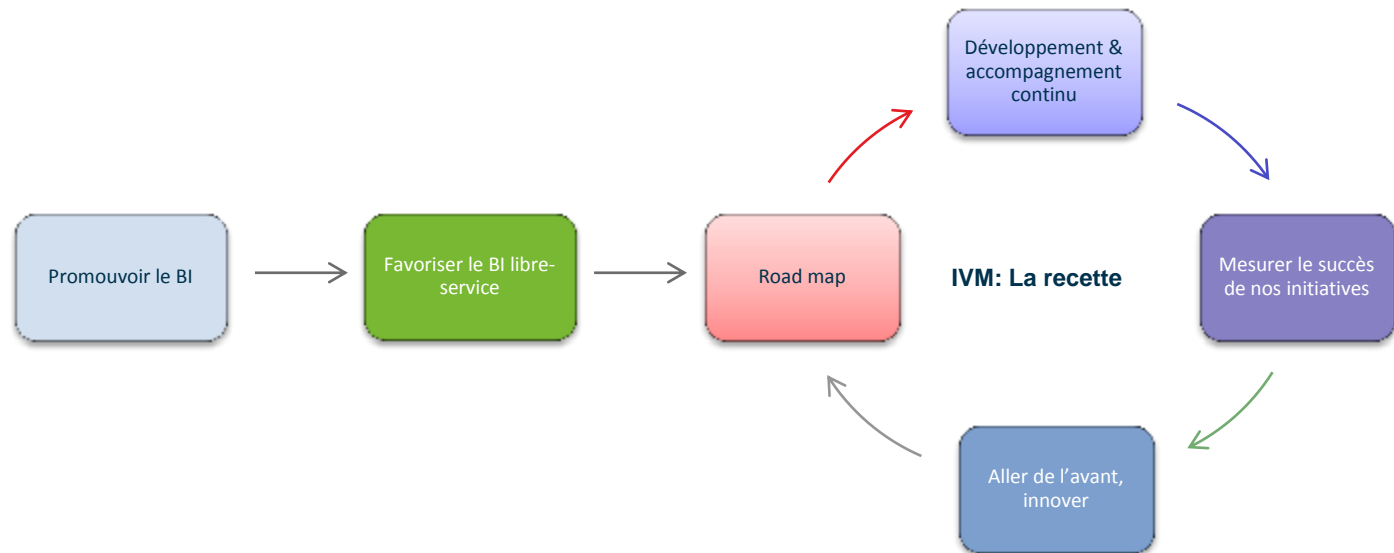 Développement &
accompagnement
continu
Promouvoir le BI
Favoriser le BI libre-
service
Road map
IVM: La recette
Mesurer le succès
de nos initiatives
Aller de l’avant,
innover